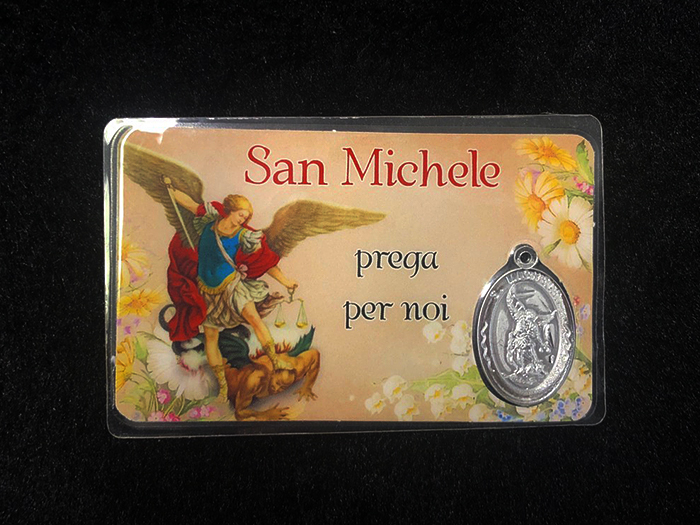 San Michele
prega
per noi